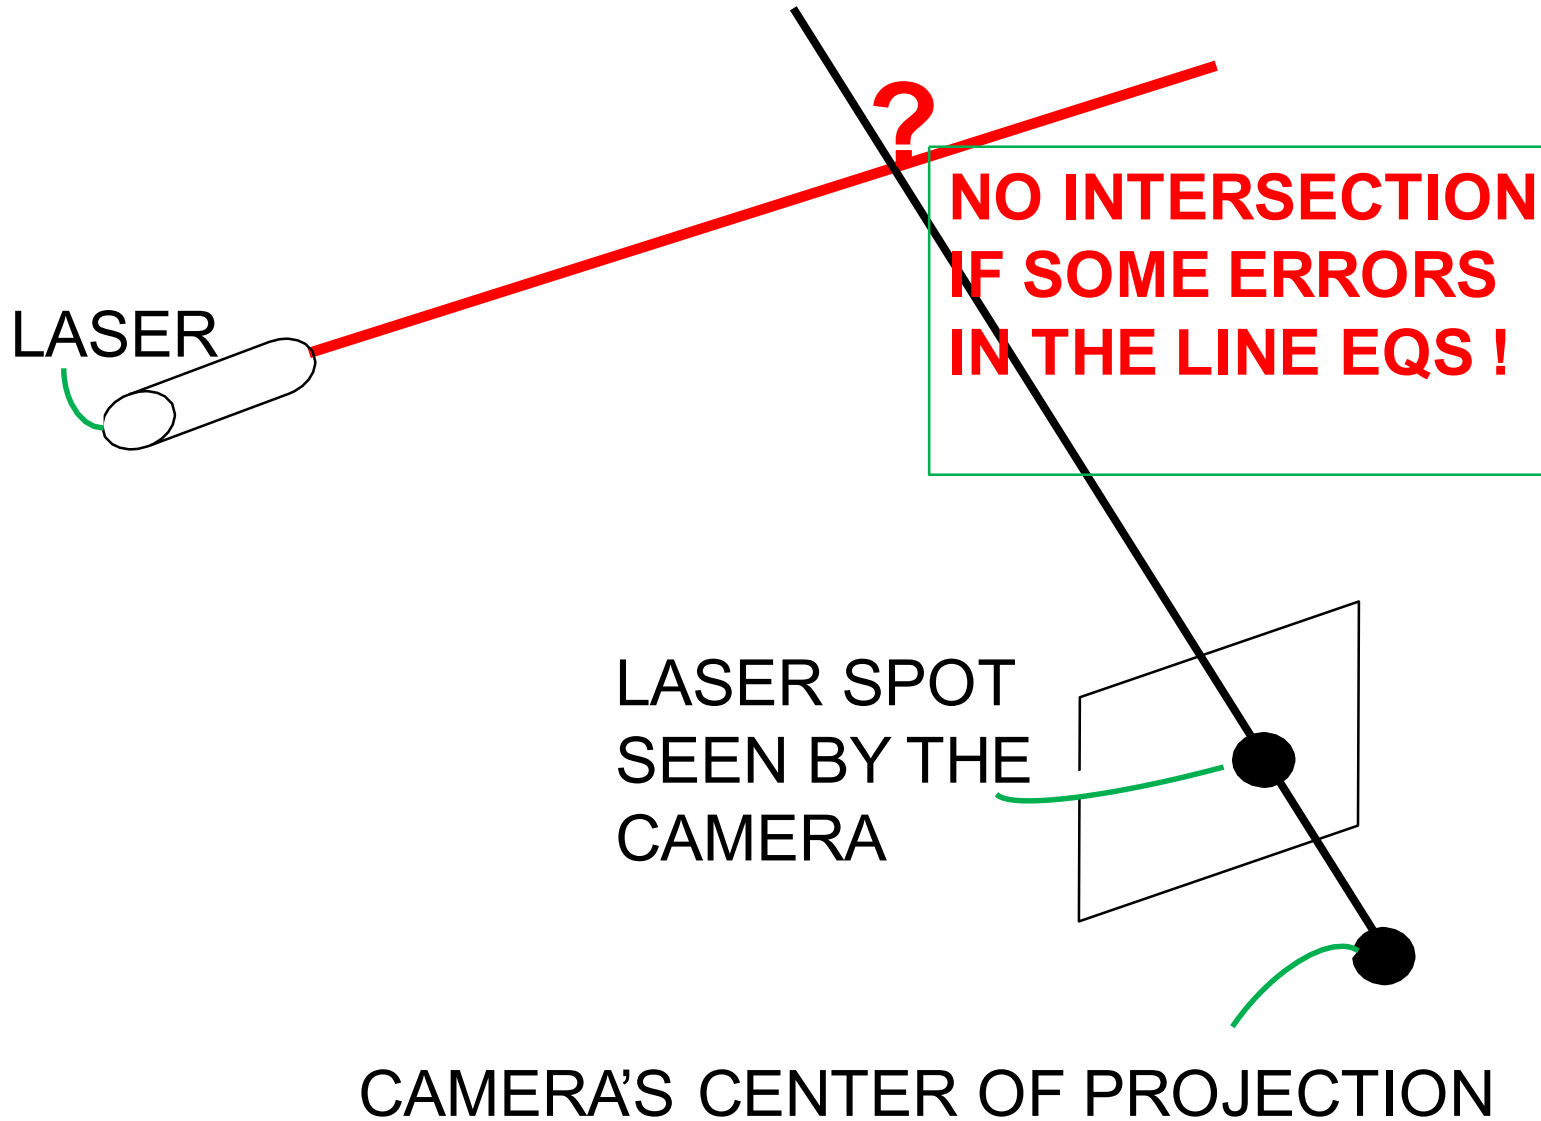 ?
NO INTERSECTION
IF SOME ERRORS
IN THE LINE EQS !
LASER
LASER SPOT
SEEN BY THE
CAMERA
CAMERA'S CENTER OF PROJECTION